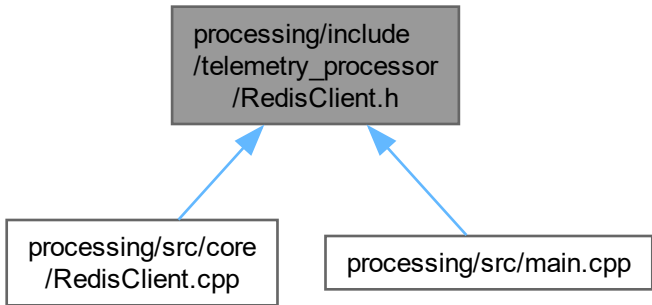 processing/include
/telemetry_processor
/RedisClient.h
processing/src/core
/RedisClient.cpp
processing/src/main.cpp